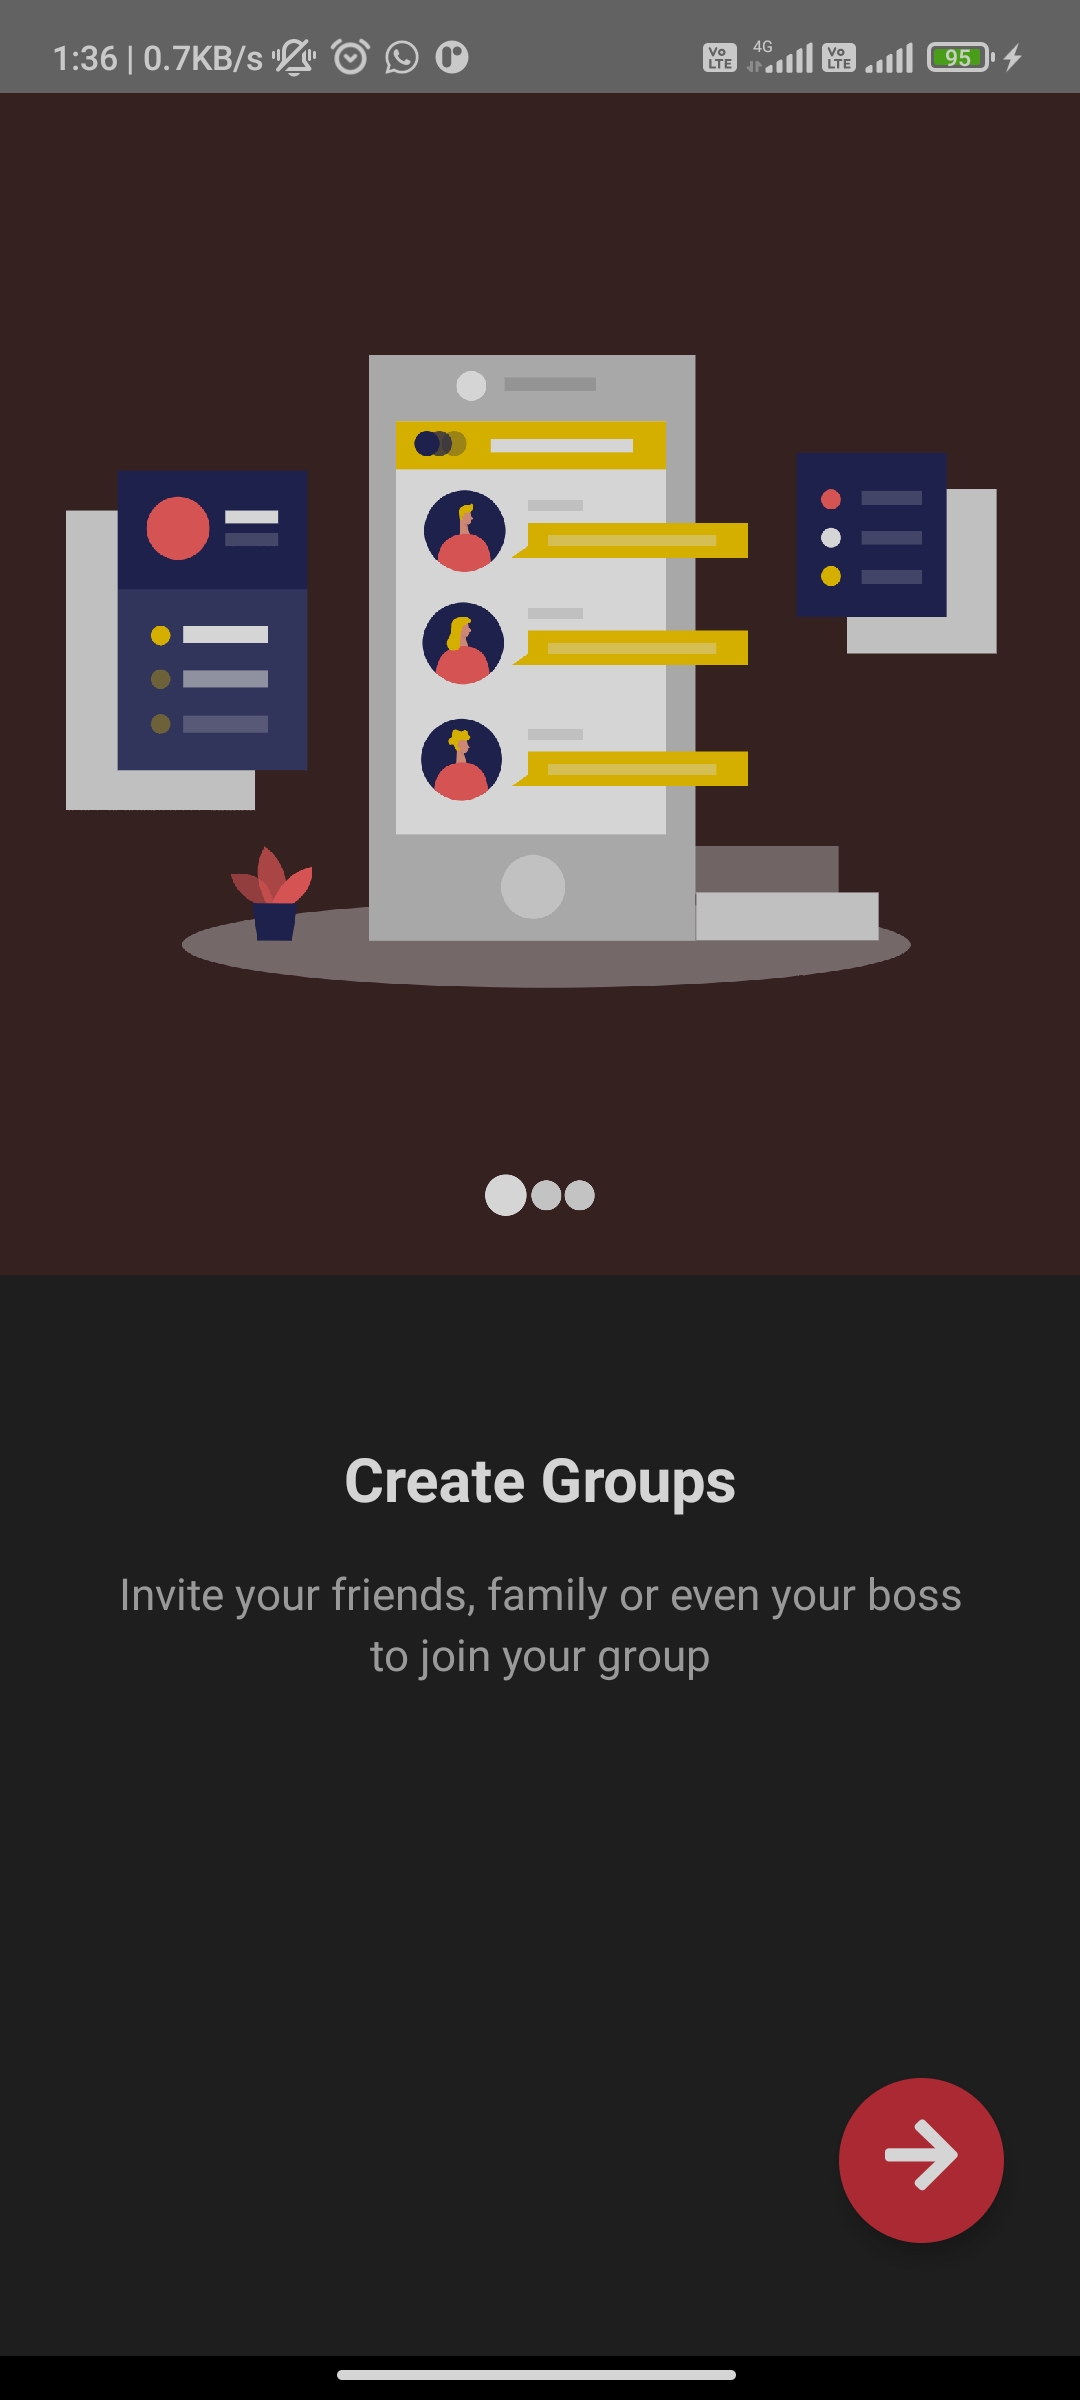 1:36 | 0.7KB/s Vo LTE 4G Vo LTE 95
Create Groups
Invite your friends, family or even your boss
to join your group